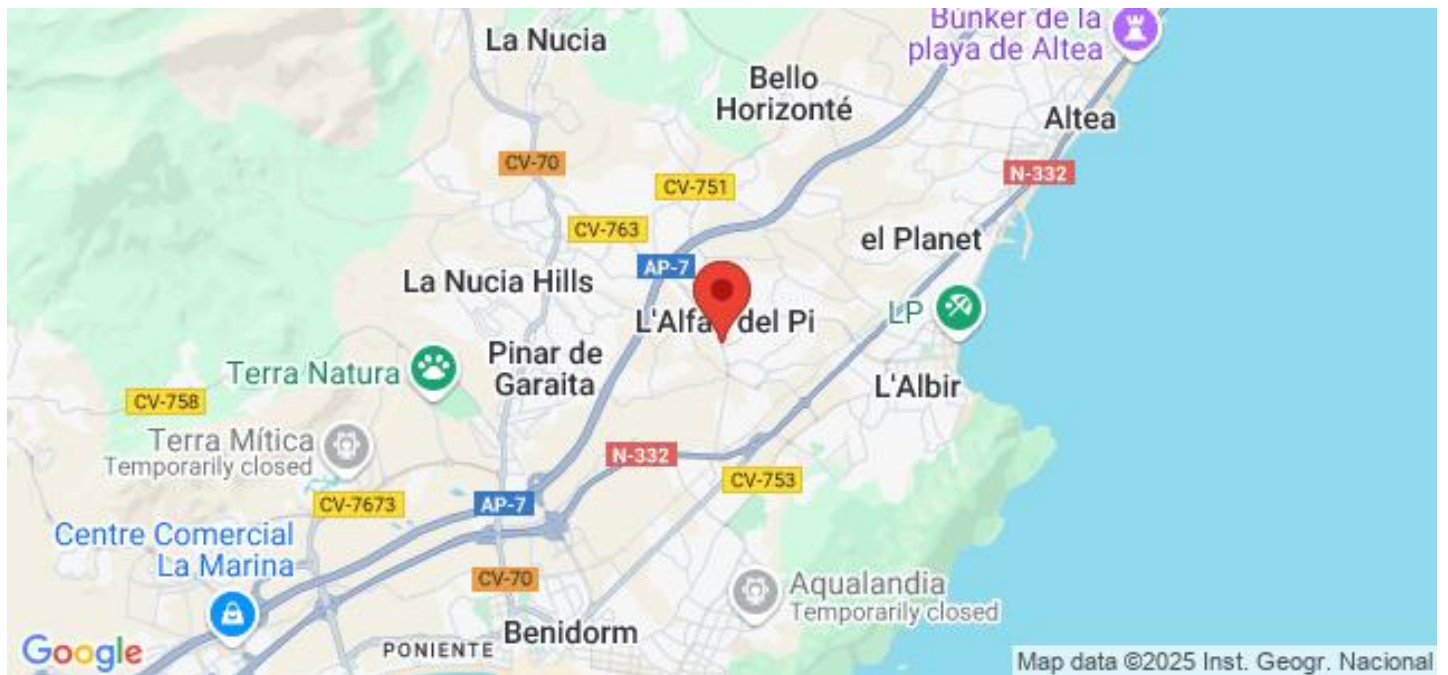 Búnker de la
playa de Altea
La Nucia
Bello
Horizonté
Altea
CV-70
N-332
CV-751
CV-763
el Planet
AP-7
La Nucia Hills
LP
L'Alfàs del Pi
Pinar de
Garaita
Terra Natura
L'Albir
CV-758
Terra Mítica
Temporarily closed
N-332
CV-753
CV-7673
AP-7
Centre Comercial
La Marina
CV-70
Aqualandia
Temporarily closed
Benidorm
PONIENTE
Google
Map data ©2025 Inst. Geogr. Nacional